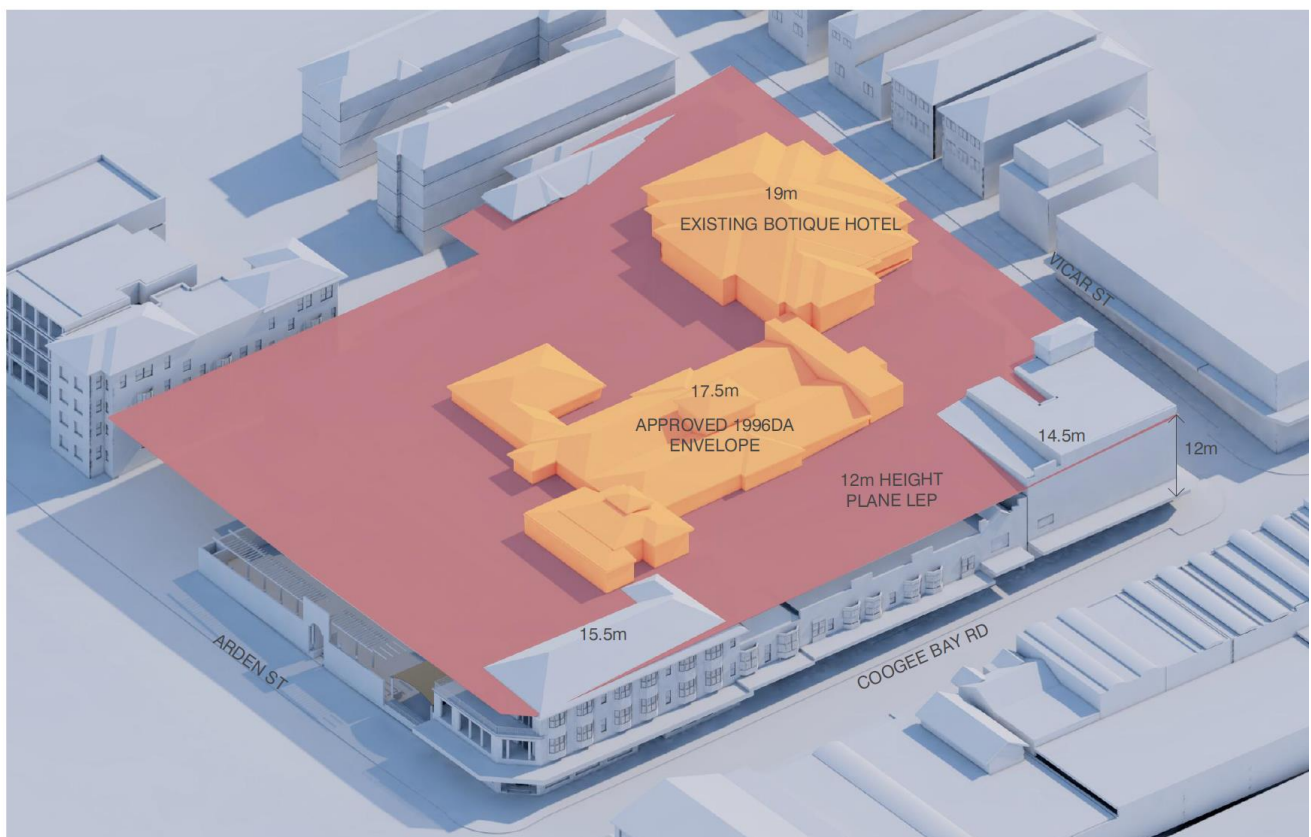 19m
EXISTING BOTIQUE HOTEL
VICAR ST
17.5m
APPROVED 1996DA
ENVELOPE
14.5m
12m
12m HEIGHT
PLANE LEP
15.5m
ARDEN ST
COOGEE BAY RD